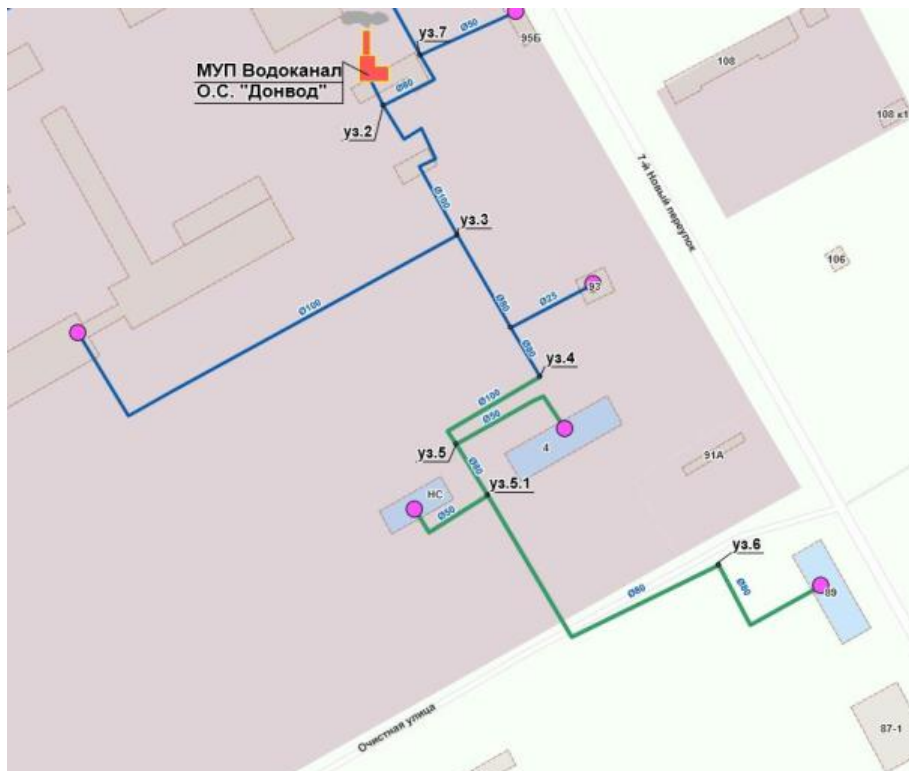 Ø50
уз.7
95Б
МУП Водоканал
О.С. "Донвод"
108
Ø80
108 к1
уз.2
7-й Новый переулок
Ø100
уз.3
106
93
Ø25
Ø80
Ø100
Ø80
уз.4
Ø100
Ø50
4
уз.5
91А
Ø80
уз.5.1
НС
Ø50
уз.6
Ø80
Ø80
89
Очистная улица
87-1